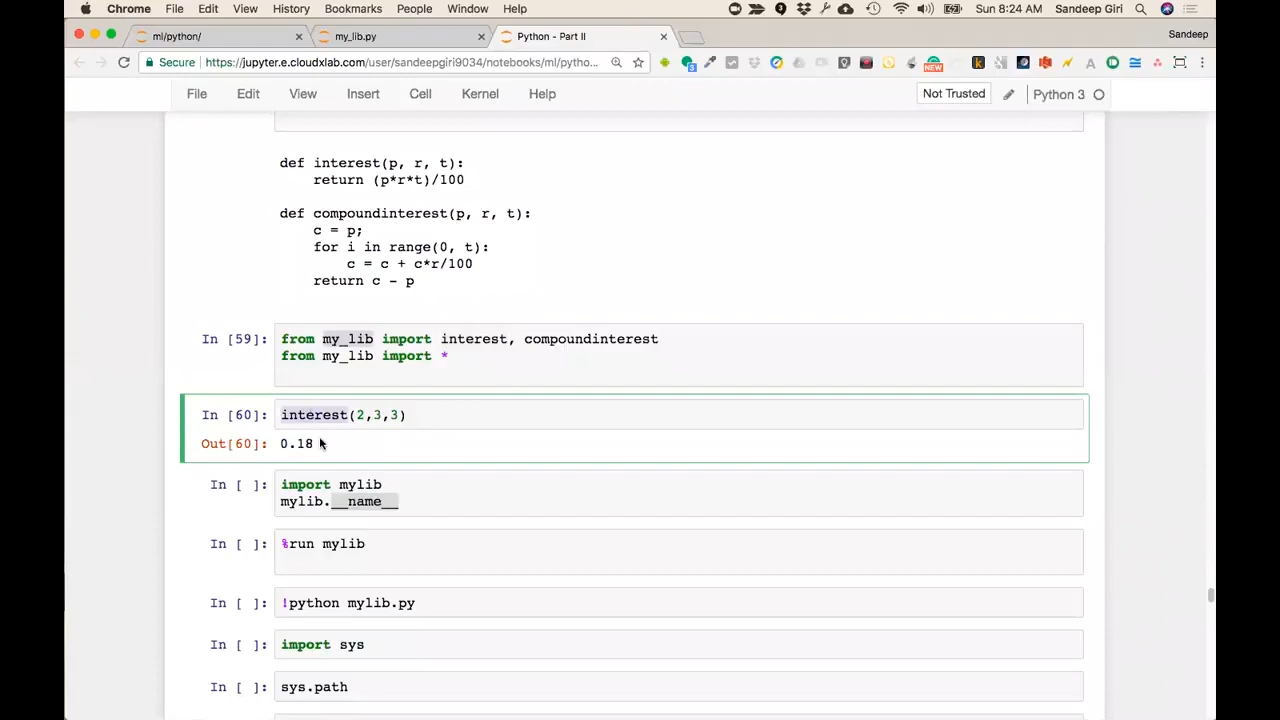 Chrome File Edit View History Bookmarks People Window Help Sun 8:24 AM Sandeep Giri
ml/python/ my_lib.py Python - Part II Sandeep
Secure https://jupyter.e.cloudxlab.com/user/sandeepgiri9034/notebooks/ml/pytho... NEW
File Edit View Insert Cell Kernel Help Not Trusted Python 3
def interest(p, r, t):
return (p*r*t)/100
def compoundinterest(p, r, t):
c = p;
for i in range(0, t):
c = c + c*r/100
return c - p
In [59]: from my_lib import interest, compoundinterest
from my_lib import *
In [60]: interest(2,3,3)
Out[60]: 0.18
In [ ]: import mylib
mylib.__name__
In [ ]: %run mylib
In [ ]: !python mylib.py
In [ ]: import sys
In [ ]: sys.path